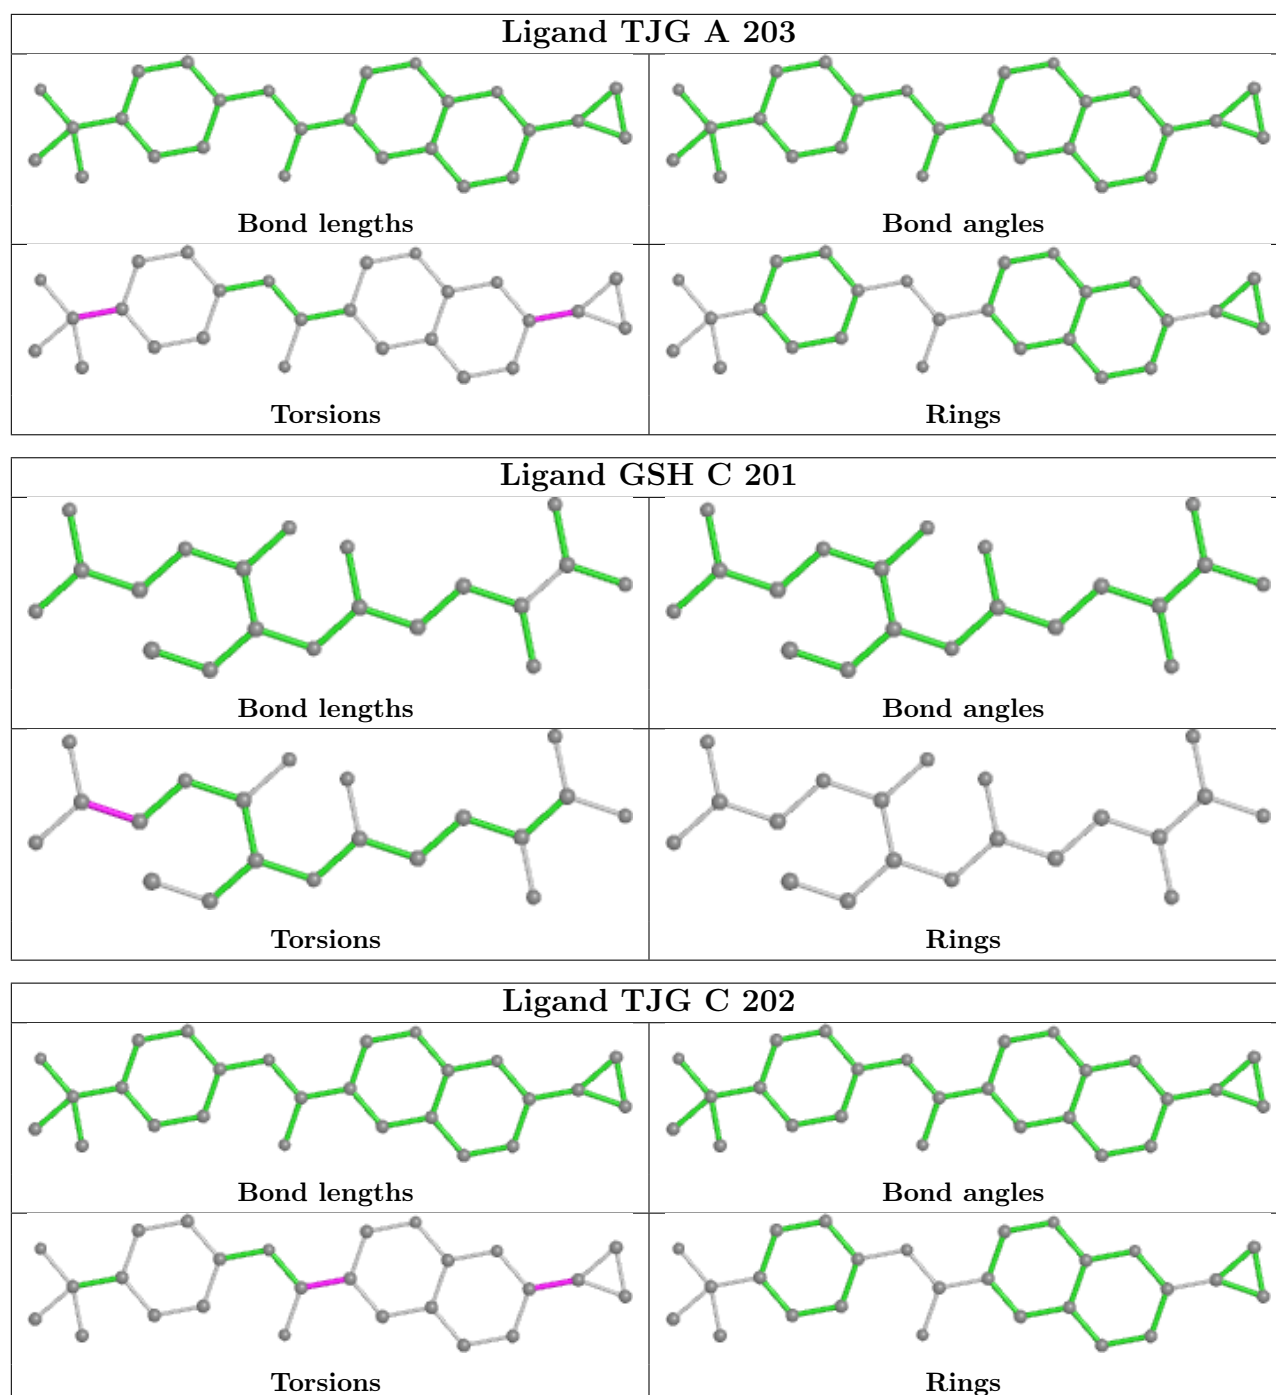 Ligand TJG A 203
Bond lengths
Bond angles
Torsions
Rings
Ligand GSH C 201
Bond lengths
Bond angles
Torsions
Rings
Ligand TJG C 202
Bond lengths
Bond angles
Torsions
Rings